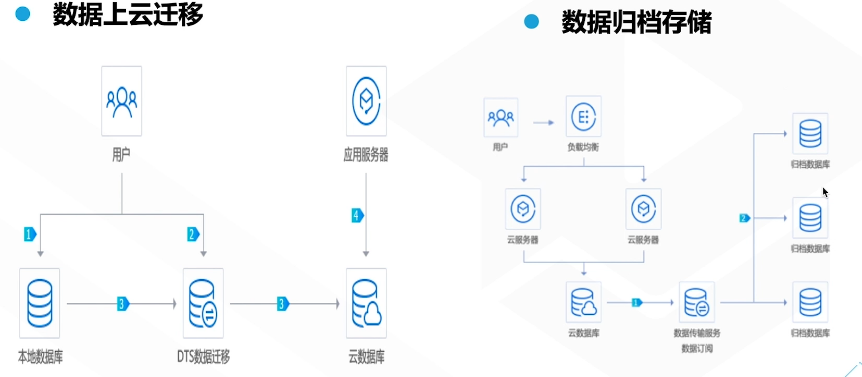 数据上云迁移
用户
应用服务器
1
2
4
3
3
本地数据库
DTS数据迁移
云数据库
数据归档存储
用户
负载均衡
归档数据库
云服务器
云服务器
2
归档数据库
1
云数据库
数据传输服务
数据订阅
归档数据库